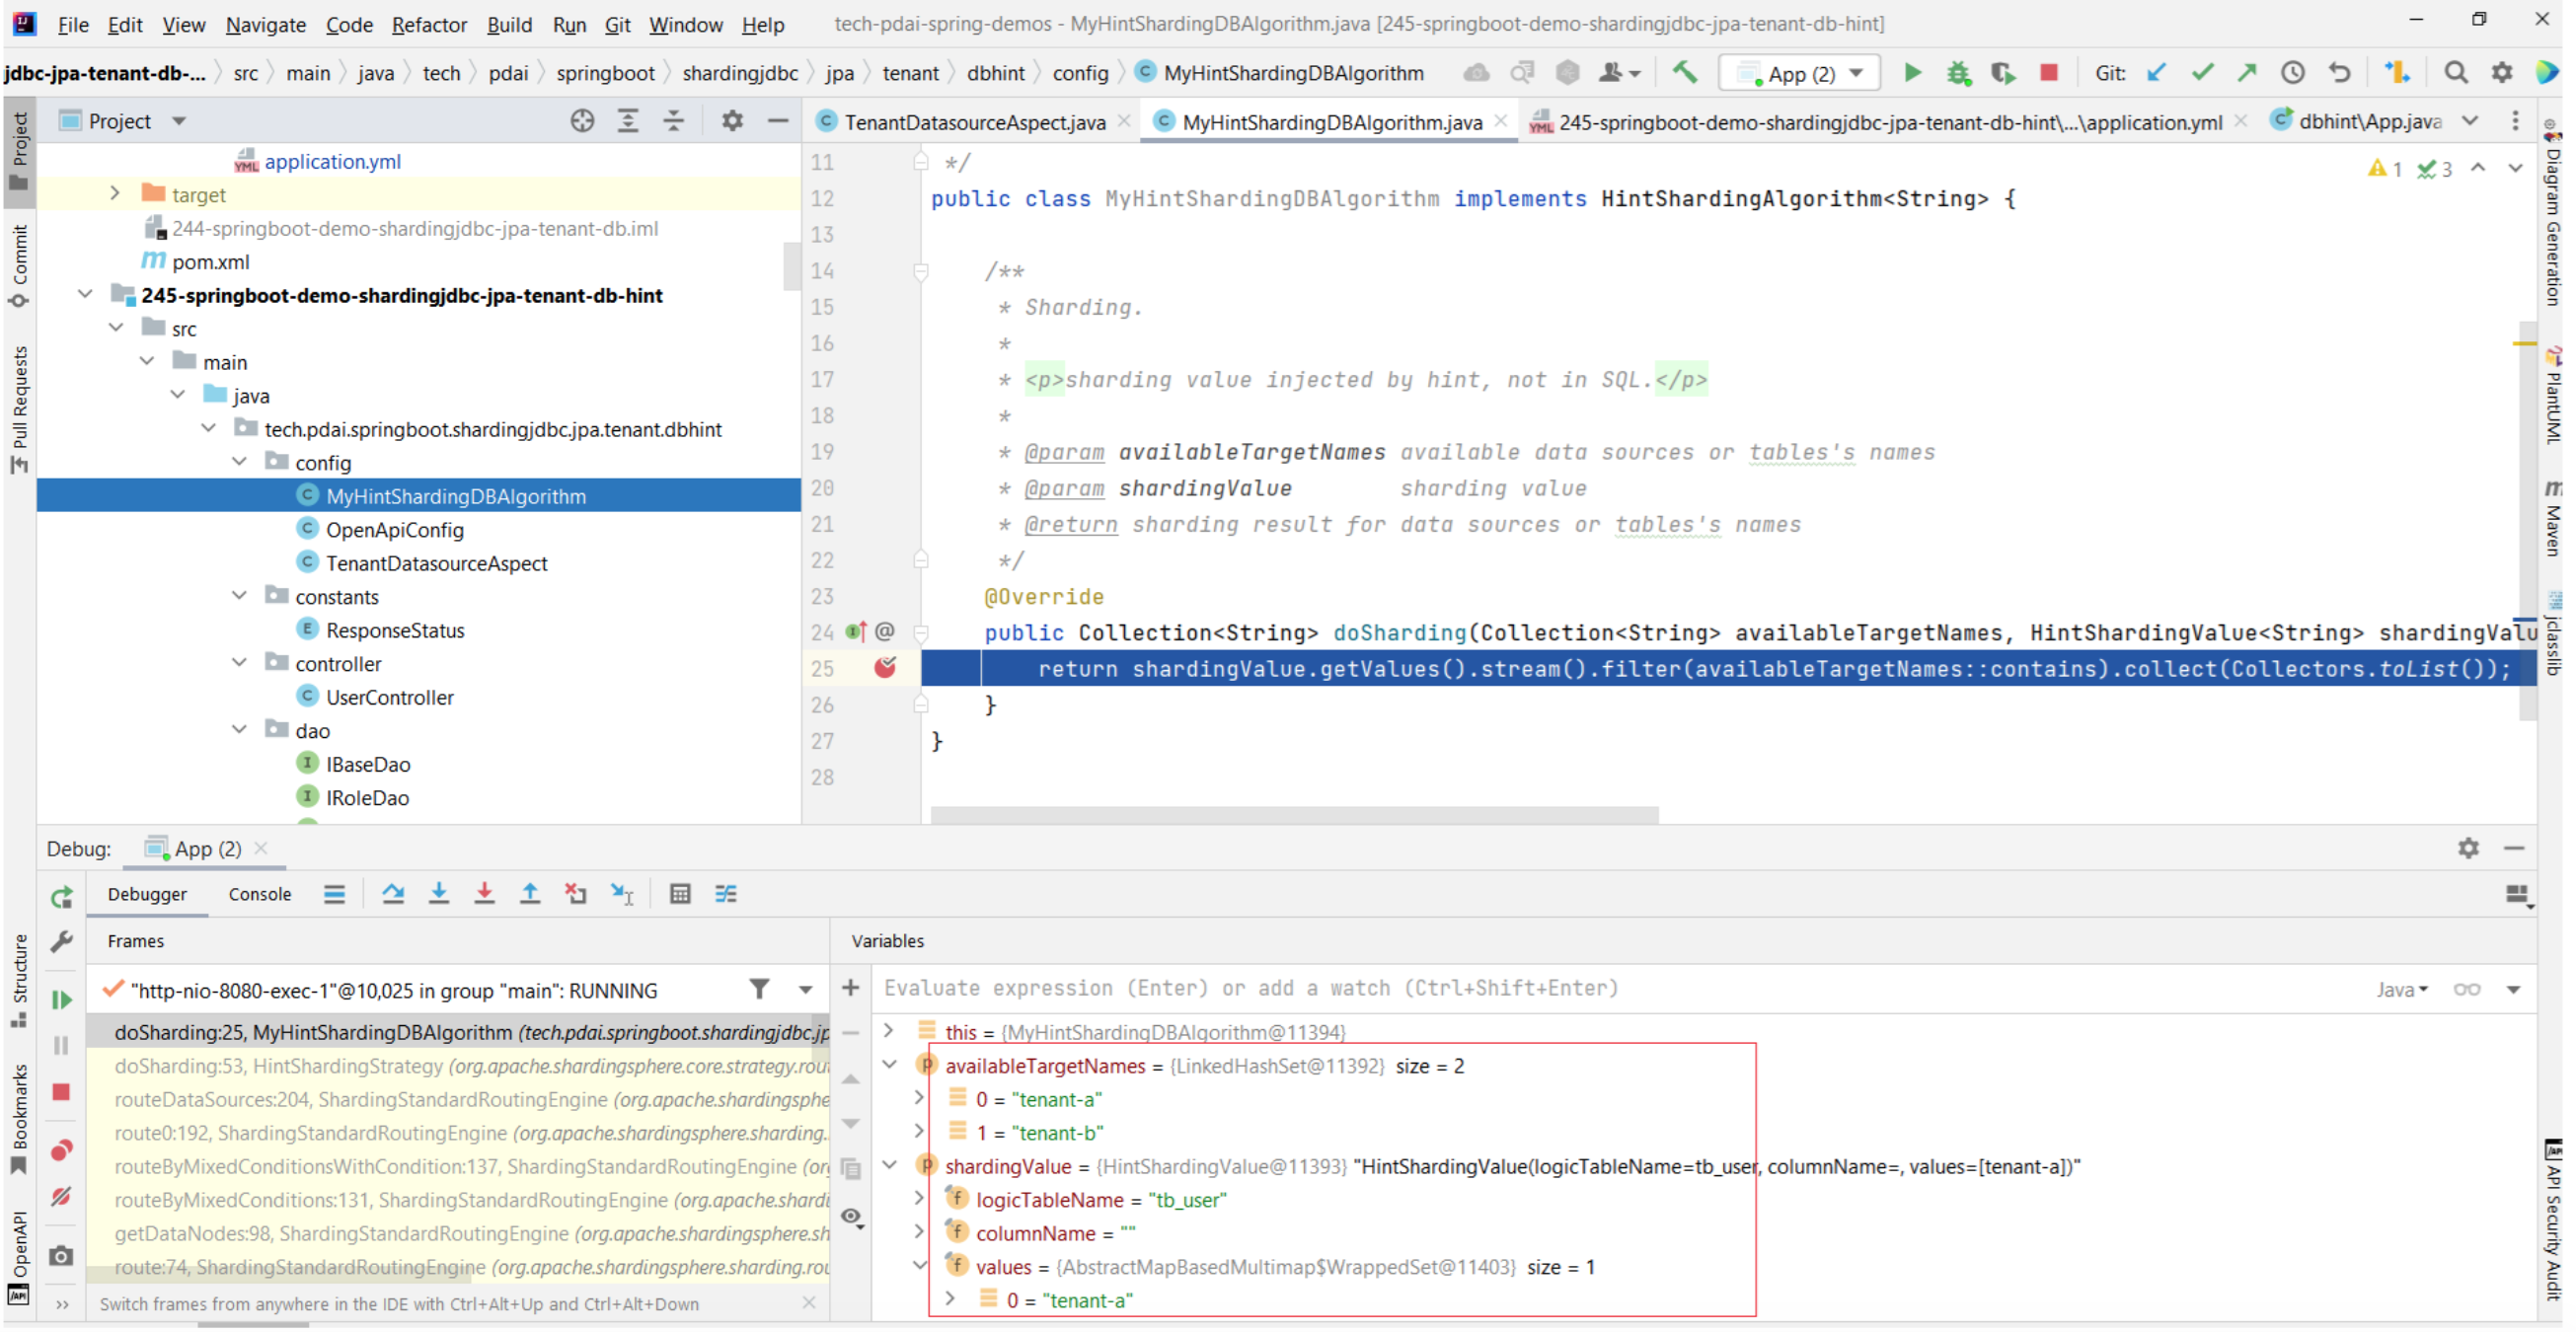 File Edit View Navigate Code Refactor Build Run Git Window Help tech-pdai-spring-demos - MyHintShardingDBAlgorithm.java [245-springboot-demo-shardingjdbc-jpa-tenant-db-hint]
jdbc-jpa-tenant-db-... src main java tech pdai springboot shardingjdbc jpa tenant dbhint config MyHintShardingDBAlgorithm App (2) Git:
Project
TenantDatasourceAspect.java MyHintShardingDBAlgorithm.java 245-springboot-demo-shardingjdbc-jpa-tenant-db-hint\...\application.yml dbhint\App.java
Project
Commit
Pull Requests
Structure
Bookmarks
OpenAPI
application.yml
target
244-springboot-demo-shardingjdbc-jpa-tenant-db.iml
pom.xml
245-springboot-demo-shardingjdbc-jpa-tenant-db-hint
src
main
java
tech.pdai.springboot.shardingjdbc.jpa.tenant.dbhint
config
MyHintShardingDBAlgorithm
OpenApiConfig
TenantDatasourceAspect
constants
ResponseStatus
controller
UserController
dao
IBaseDao
IRoleDao
1 3
11 */
12 public class MyHintShardingDBAlgorithm implements HintShardingAlgorithm<String> {
13
14 /**
15 * Sharding.
16 *
17 * <p>sharding value injected by hint, not in SQL.</p>
18 *
19 * @param availableTargetNames available data sources or tables's names
20 * @param shardingValue sharding value
21 * @return sharding result for data sources or tables's names
22 */
23 @Override
24 public Collection<String> doSharding(Collection<String> availableTargetNames, HintShardingValue<String> shardingValu
25 return shardingValue.getValues().stream().filter(availableTargetNames::contains).collect(Collectors.toList());
26 }
27 }
28
Diagram Generation
PlantUML
Maven
jclasslib
API Security Audit
Debug: App (2)
Debugger Console
Frames
"http-nio-8080-exec-1"@10,025 in group "main": RUNNING
doSharding:25, MyHintShardingDBAlgorithm (tech.pdai.springboot.shardingjdbc.jp
doSharding:53, HintShardingStrategy (org.apache.shardingsphere.core.strategy.rou
routeDataSources:204, ShardingStandardRoutingEngine (org.apache.shardingsphe
route0:192, ShardingStandardRoutingEngine (org.apache.shardingsphere.sharding.
routeByMixedConditionsWithCondition:137, ShardingStandardRoutingEngine (or
routeByMixedConditions:131, ShardingStandardRoutingEngine (org.apache.shardi
getDataNodes:98, ShardingStandardRoutingEngine (org.apache.shardingsphere.sh
route:74, ShardingStandardRoutingEngine (org.apache.shardingsphere.sharding.rou
Switch frames from anywhere in the IDE with Ctrl+Alt+Up and Ctrl+Alt+Down
Variables
Evaluate expression (Enter) or add a watch (Ctrl+Shift+Enter) Java
this = {MyHintShardingDBAlgorithm@11394}
availableTargetNames = {LinkedHashSet@11392} size = 2
0 = "tenant-a"
1 = "tenant-b"
shardingValue = {HintShardingValue@11393} "HintShardingValue(logicTableName=tb_user, columnName=, values=[tenant-a])"
logicTableName = "tb_user"
columnName = ""
values = {AbstractMapBasedMultimap$WrappedSet@11403} size = 1
0 = "tenant-a"